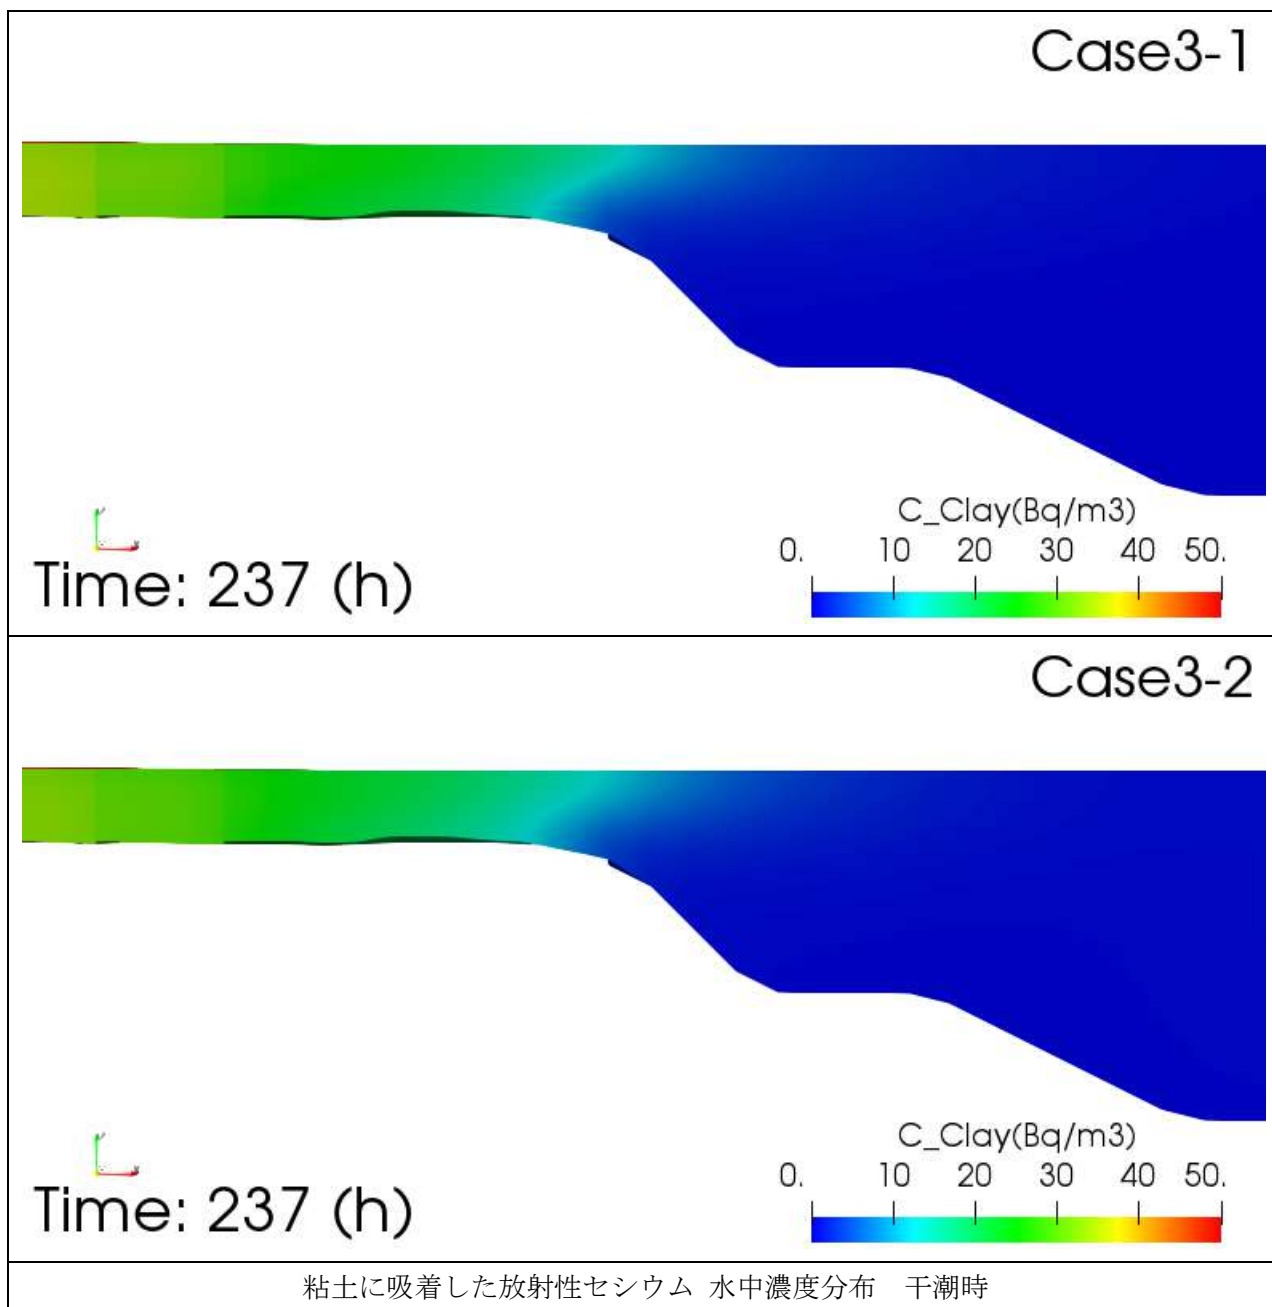 Case3-1
C_Clay(Bq/m3)
0. 10 20 30 40 50.
Time: 237 (h)
Case3-2
C_Clay(Bq/m3)
0. 10 20 30 40 50.
Time: 237 (h)
粘土に吸着した放射性セシウム 水中濃度分布　干潮時